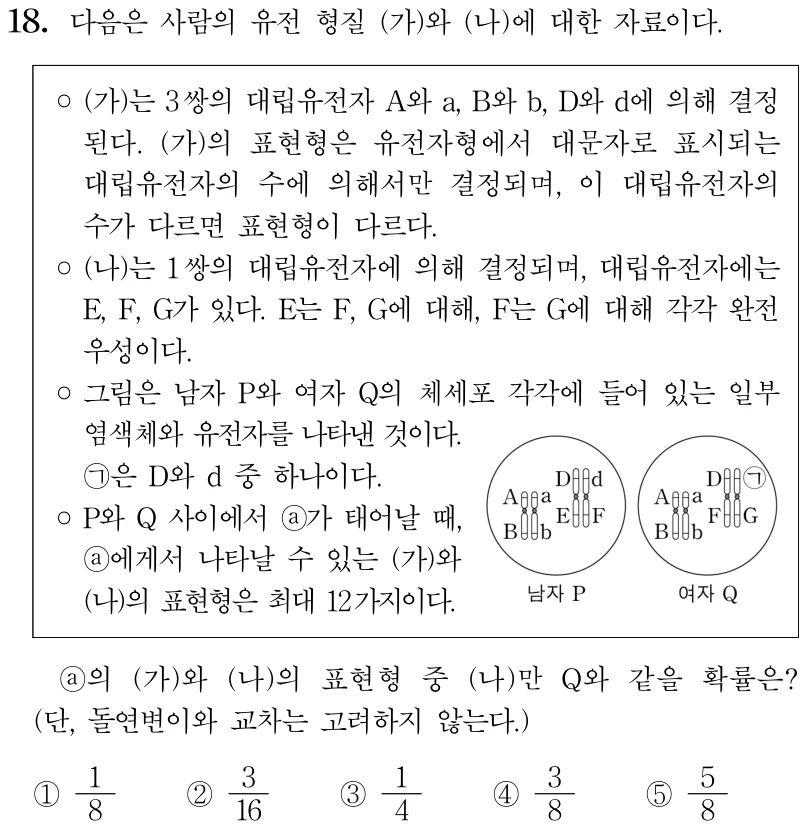 18. 다음은 사람의 유전 형질 (가)와 (나)에 대한 자료이다.
○ (가)는 3쌍의 대립유전자 A와 a, B와 b, D와 d에 의해 결정
된다. (가)의 표현형은 유전자형에서 대문자로 표시되는
대립유전자의 수에 의해서만 결정되며, 이 대립유전자의
수가 다르면 표현형이 다르다.
○ (나)는 1쌍의 대립유전자에 의해 결정되며, 대립유전자에는
E, F, G가 있다. E는 F, G에 대해, F는 G에 대해 각각 완전
우성이다.
○ 그림은 남자 P와 여자 Q의 체세포 각각에 들어 있는 일부
염색체와 유전자를 나타낸 것이다.
㉠은 D와 d 중 하나이다.
○ P와 Q 사이에서 ⓐ가 태어날 때,
ⓐ에게서 나타날 수 있는 (가)와
(나)의 표현형은 최대 12가지이다.
A a D d
B b E F
남자 P
A a D ㉠
B b F G
여자 Q
ⓐ의 (가)와 (나)의 표현형 중 (나)만 Q와 같을 확률은?
(단, 돌연변이와 교차는 고려하지 않는다.)
① 1/8 ② 3/16 ③ 1/4 ④ 3/8 ⑤ 5/8